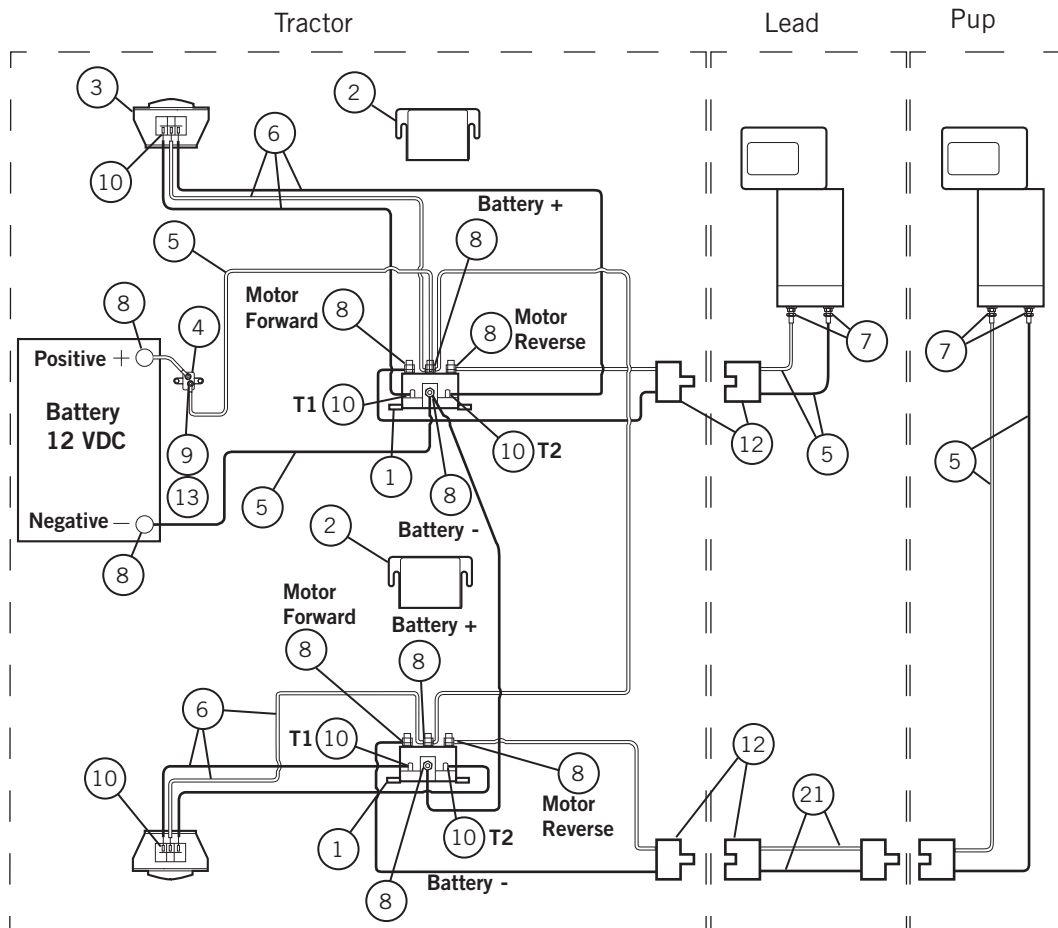 Tractor
Lead
Pup
3
2
6
10
Battery +
5
8
8
4
Motor
Forward
8
8
Motor
Reverse
7
7
Positive +
Battery
12 VDC
T1 10
10 T2
9
13
12
5
5
1
8
5
Negative –
Battery -
8
2
Motor
Forward
Battery +
8
8
6
T1 10
12
8
10
Motor
Reverse
21
10 T2
1
8
Battery -